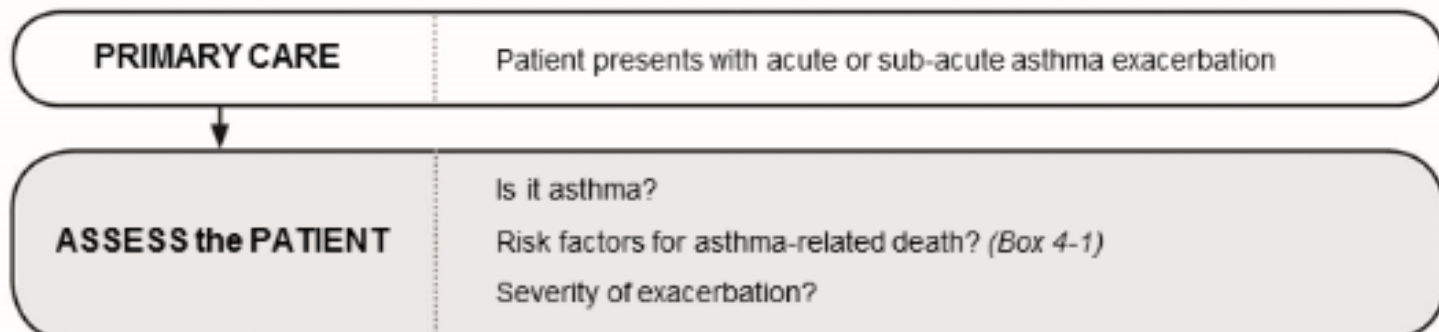 PRIMARY CARE
Patient presents with acute or sub-acute asthma exacerbation
ASSESS the PATIENT
Is it asthma?
Risk factors for asthma-related death? (Box 4-1)
Severity of exacerbation?